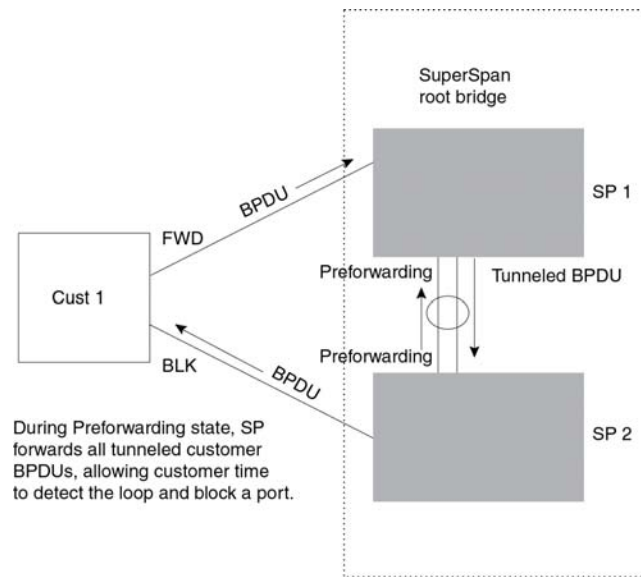 SuperSpan
root bridge
BPDU
SP 1
FWD
Preforwarding
Tunneled BPDU
Cust 1
Preforwarding
BLK
BPDU
During Preforwarding state, SP
forwards all tunneled customer
BPDUs, allowing customer time
to detect the loop and block a port.
SP 2